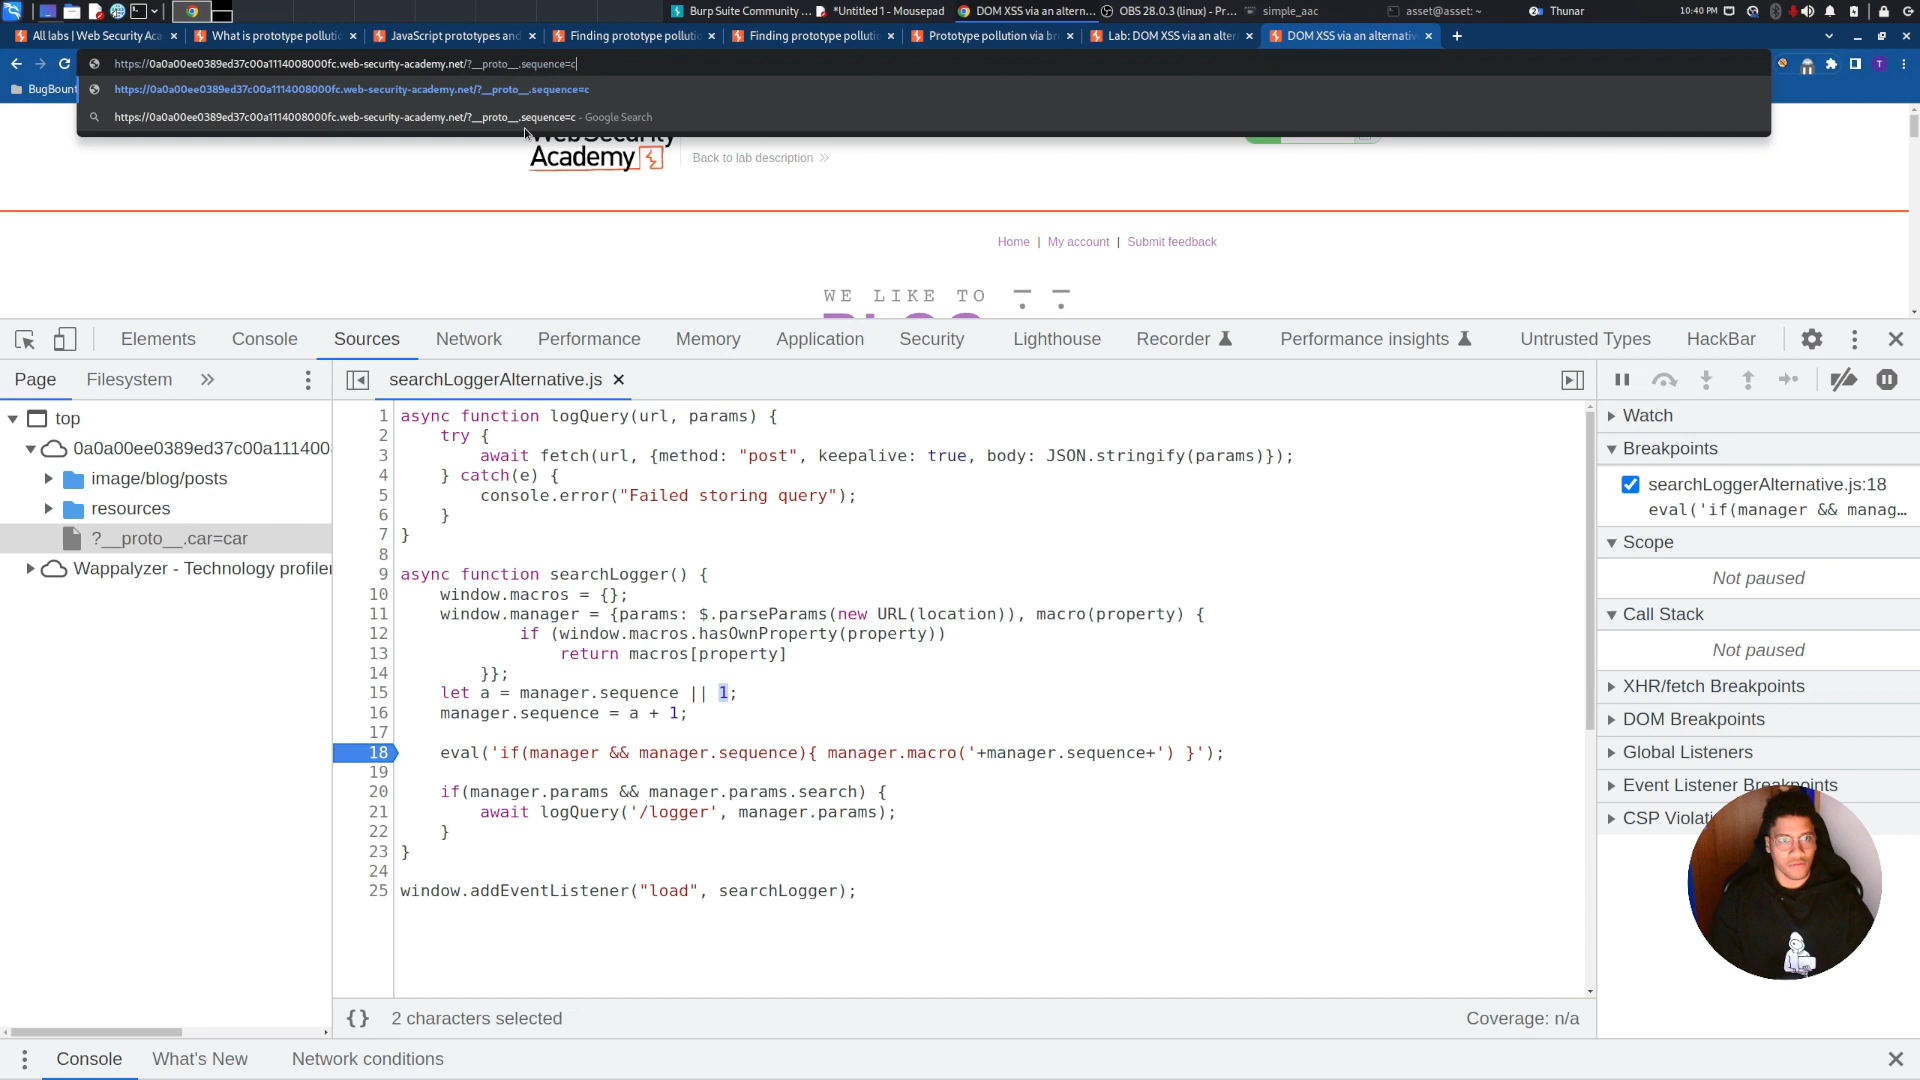 Burp Suite Community ...
*Untitled 1 - Mousepad
DOM XSS via an altern...
OBS 28.0.3 (linux) - Pr...
simple_aac
asset@asset: ~
Thunar
10:40 PM
All labs | Web Security Aca
What is prototype pollutio
JavaScript prototypes and
Finding prototype pollutio
Finding prototype pollutio
Prototype pollution via br
Lab: DOM XSS via an alter
DOM XSS via an alternativ
https://0a0a00ee0389ed37c00a1114008000fc.web-security-academy.net/?__proto__.sequence=c
T
BugBount
https://0a0a00ee0389ed37c00a1114008000fc.web-security-academy.net/?__proto__.sequence=c
https://0a0a00ee0389ed37c00a1114008000fc.web-security-academy.net/?__proto__.sequence=c - Google Search
Web Security
Academy
Back to lab description
Home | My account | Submit feedback
WE LIKE TO
BLOG
Elements Console Sources Network Performance Memory Application Security Lighthouse Recorder Performance insights Untrusted Types HackBar
Page Filesystem
searchLoggerAlternative.js
top
0a0a00ee0389ed37c00a111400
image/blog/posts
resources
?__proto__.car=car
Wappalyzer - Technology profiler
1 async function logQuery(url, params) {
2     try {
3         await fetch(url, {method: "post", keepalive: true, body: JSON.stringify(params)});
4     } catch(e) {
5         console.error("Failed storing query");
6     }
7 }
8
9 async function searchLogger() {
10     window.macros = {};
11     window.manager = {params: $.parseParams(new URL(location)), macro(property) {
12             if (window.macros.hasOwnProperty(property))
13                 return macros[property]
14         }};
15     let a = manager.sequence || 1;
16     manager.sequence = a + 1;
17
18     eval('if(manager && manager.sequence){ manager.macro('+manager.sequence+') }');
19
20     if(manager.params && manager.params.search) {
21         await logQuery('/logger', manager.params);
22     }
23 }
24
25 window.addEventListener("load", searchLogger);
Watch
Breakpoints
searchLoggerAlternative.js:18
eval('if(manager && manag...
Scope
Not paused
Call Stack
Not paused
XHR/fetch Breakpoints
DOM Breakpoints
Global Listeners
Event Listener Breakpoints
CSP Violati
{} 2 characters selected
Coverage: n/a
Console What's New Network conditions